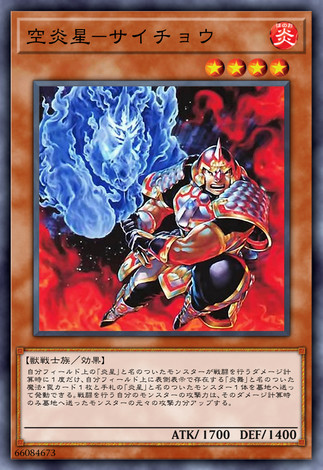 空炎星－サイチョウ
ほのお
炎
【獣戦士族／効果】
自分フィールド上の「炎星」と名のついたモンスターが戦闘を行うダメージ計
算時に１度だけ、自分フィールド上に表側表示で存在する「炎舞」と名のついた
魔法・罠カード１枚と手札の「炎星」と名のついたモンスター１体を墓地へ送っ
て発動できる。戦闘を行う自分のモンスターの攻撃力は、そのダメージ計算時
のみ墓地へ送ったモンスターの元々の攻撃力分アップする。
ATK/1700 DEF/1400
66084673